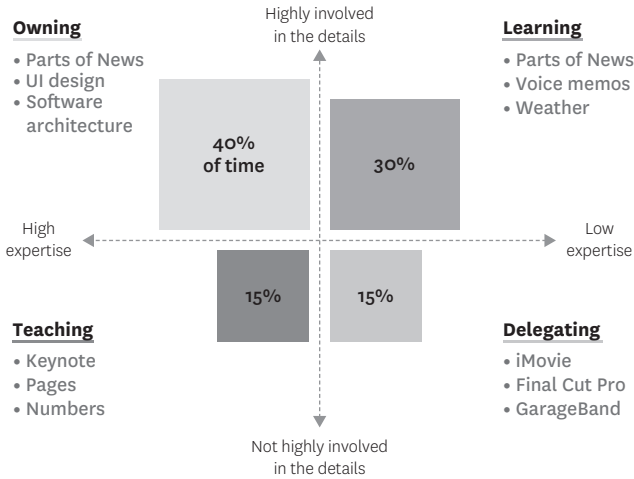 Highly involved
in the details
Owning
• Parts of News
• UI design
• Software
architecture
Learning
• Parts of News
• Voice memos
• Weather
40%
of time
30%
High
expertise
Low
expertise
15%
15%
Teaching
• Keynote
• Pages
• Numbers
Delegating
• iMovie
• Final Cut Pro
• GarageBand
Not highly involved
in the details